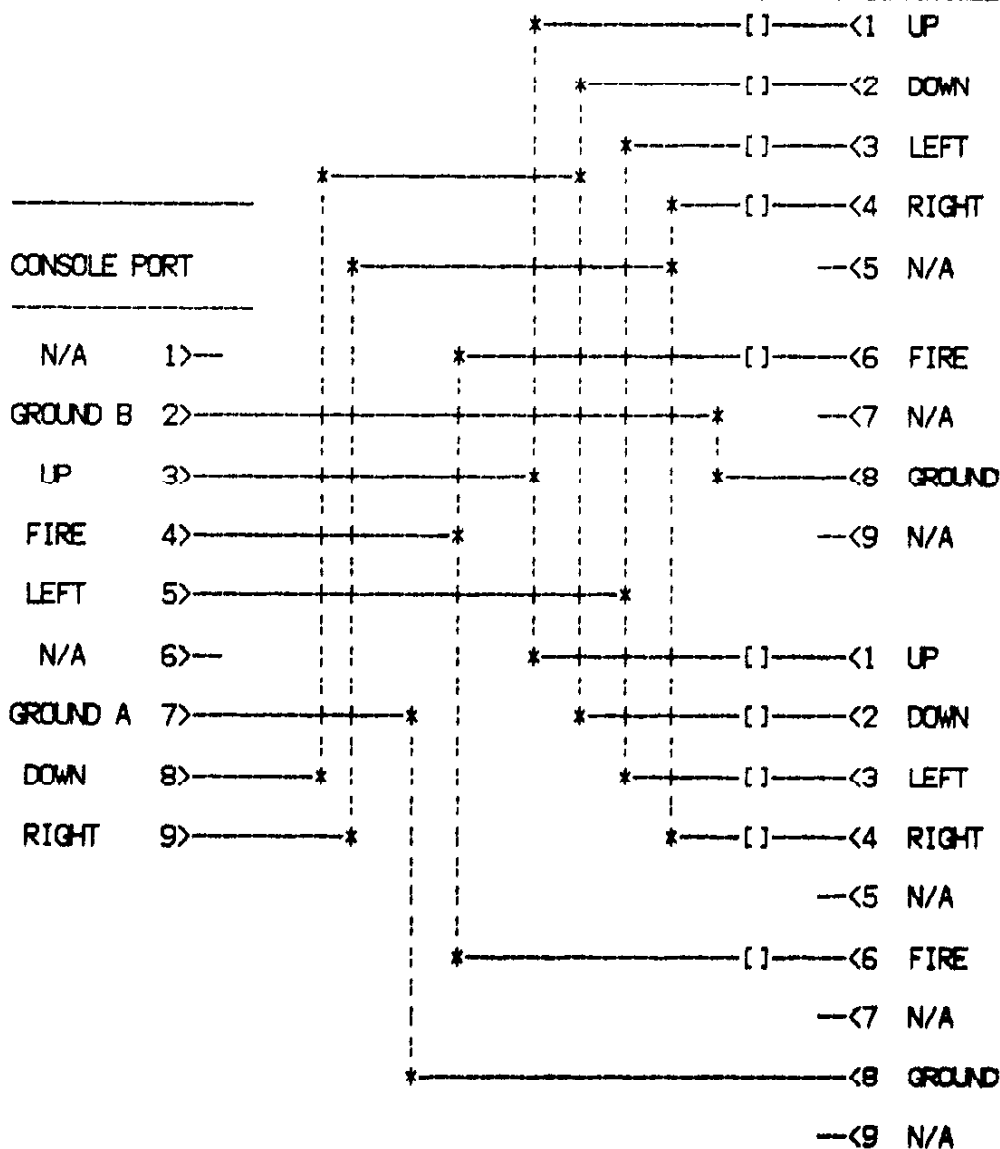 [ ] <1 UP
[ ] <2 DOWN
[ ] <3 LEFT
[ ] <4 RIGHT
CONSOLE PORT
<5 N/A
N/A 1>
[ ] <6 FIRE
GROUND B 2>
<7 N/A
UP 3>
<8 GROUND
FIRE 4>
<9 N/A
LEFT 5>
N/A 6>
[ ] <1 UP
GROUND A 7>
[ ] <2 DOWN
DOWN 8>
[ ] <3 LEFT
RIGHT 9>
[ ] <4 RIGHT
<5 N/A
[ ] <6 FIRE
<7 N/A
<8 GROUND
<9 N/A